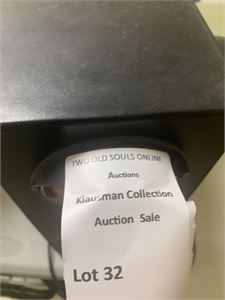 TWO OLD SOULS ONLINE
Auctions
Klausman Collection
Auction Sale
Lot 32